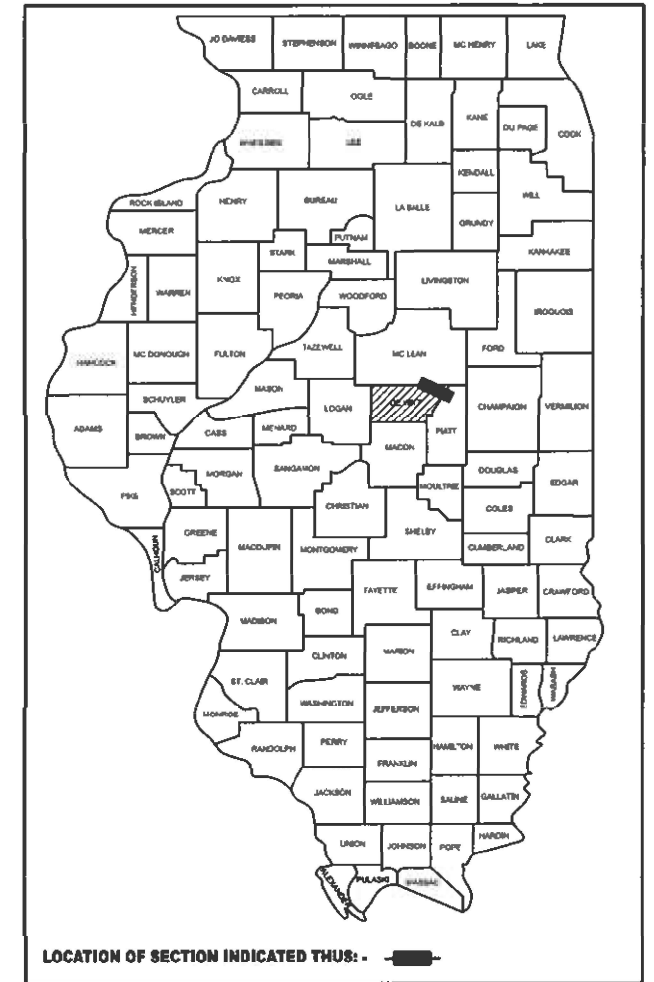 JO DAVIESS STEPHENSON WINNEBAGO BOONE MC HENRY LAKE
CARROLL OGLE DE KALB KANE DU PAGE COOK
WHITESIDE LEE
KENDALL
ROCK ISLAND HENRY BUREAU LA SALLE WILL
MERCER PUTNAM GRUNDY
STARK MARSHALL KANKAKEE
HENDERSON WARREN KNOX PEORIA WOODFORD LIVINGSTON
IROQUOIS
HANCOCK MC DONOUGH FULTON TAZEWELL MC LEAN FORD
MASON
SCHUYLER LOGAN DE WITT CHAMPAIGN VERMILION
ADAMS BROWN CASS MENARD PIATT
MACON
MORGAN SANGAMON DOUGLAS
PIKE SCOTT CHRISTIAN MOULTRIE EDGAR
COLES
GREENE SHELBY
CALHOUN MACOUPIN MONTGOMERY CUMBERLAND CLARK
JERSEY FAYETTE EFFINGHAM JASPER CRAWFORD
BOND
MADISON CLAY
RICHLAND LAWRENCE
CLINTON MARION
ST. CLAIR WAYNE EDWARDS WABASH
WASHINGTON JEFFERSON
MONROE
RANDOLPH PERRY HAMILTON WHITE
FRANKLIN
JACKSON
WILLIAMSON SALINE GALLATIN
UNION JOHNSON POPE HARDIN
ALEXANDER PULASKI MASSAC
LOCATION OF SECTION INDICATED THUS: -